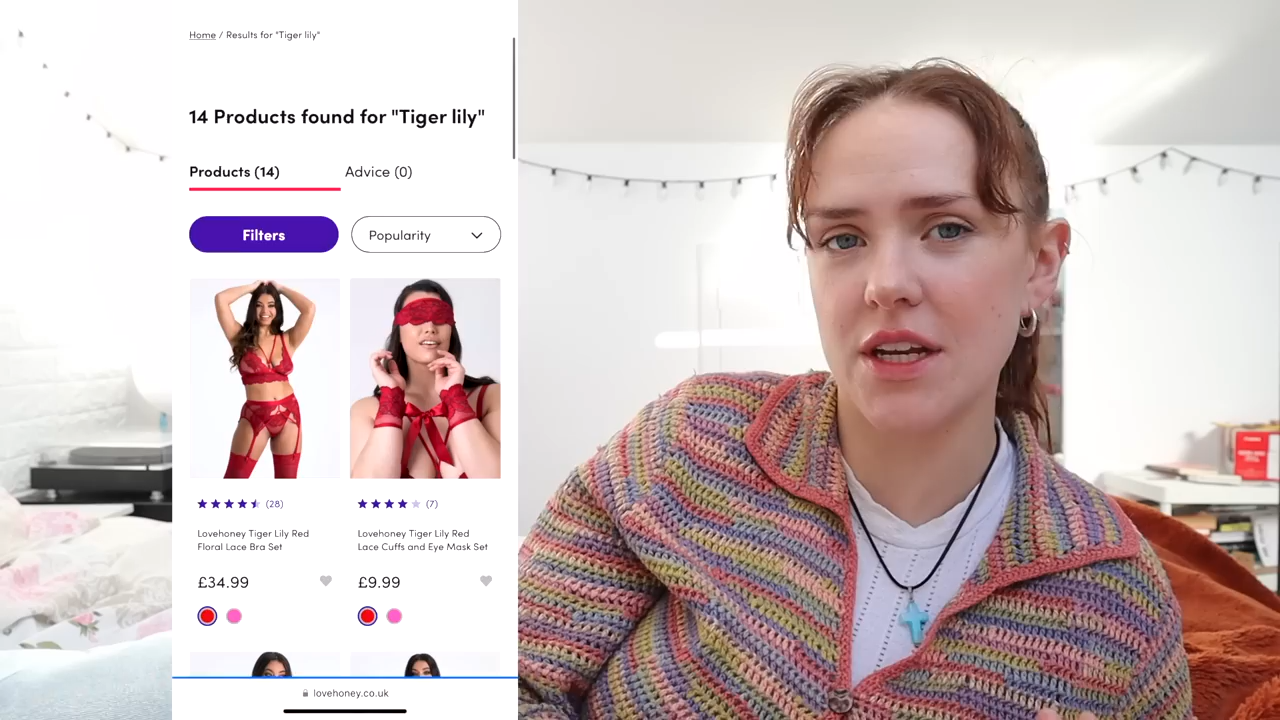 Home / Results for "Tiger lily"
14 Products found for "Tiger lily"
Products (14)
Advice (0)
Filters
Popularity
(28)
(7)
Lovehoney Tiger Lily Red
Floral Lace Bra Set
Lovehoney Tiger Lily Red
Lace Cuffs and Eye Mask Set
£34.99
£9.99
lovehoney.co.uk